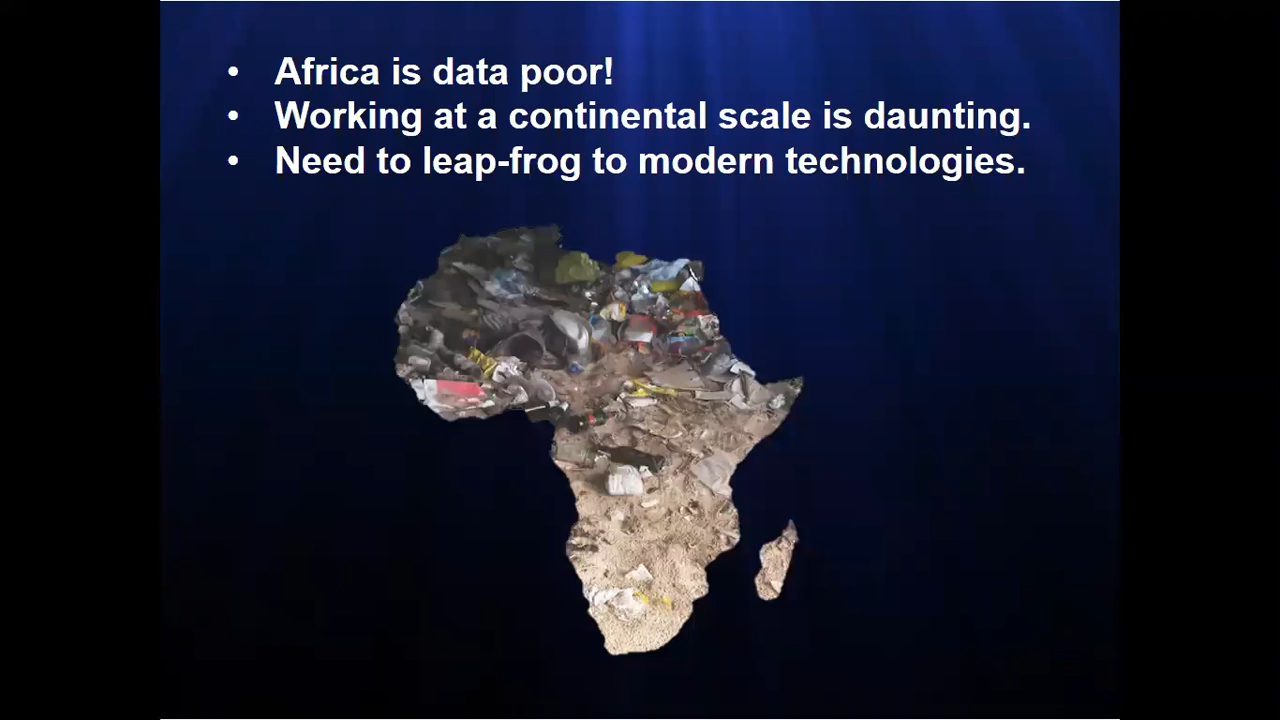 • Africa is data poor!
• Working at a continental scale is daunting.
• Need to leap-frog to modern technologies.